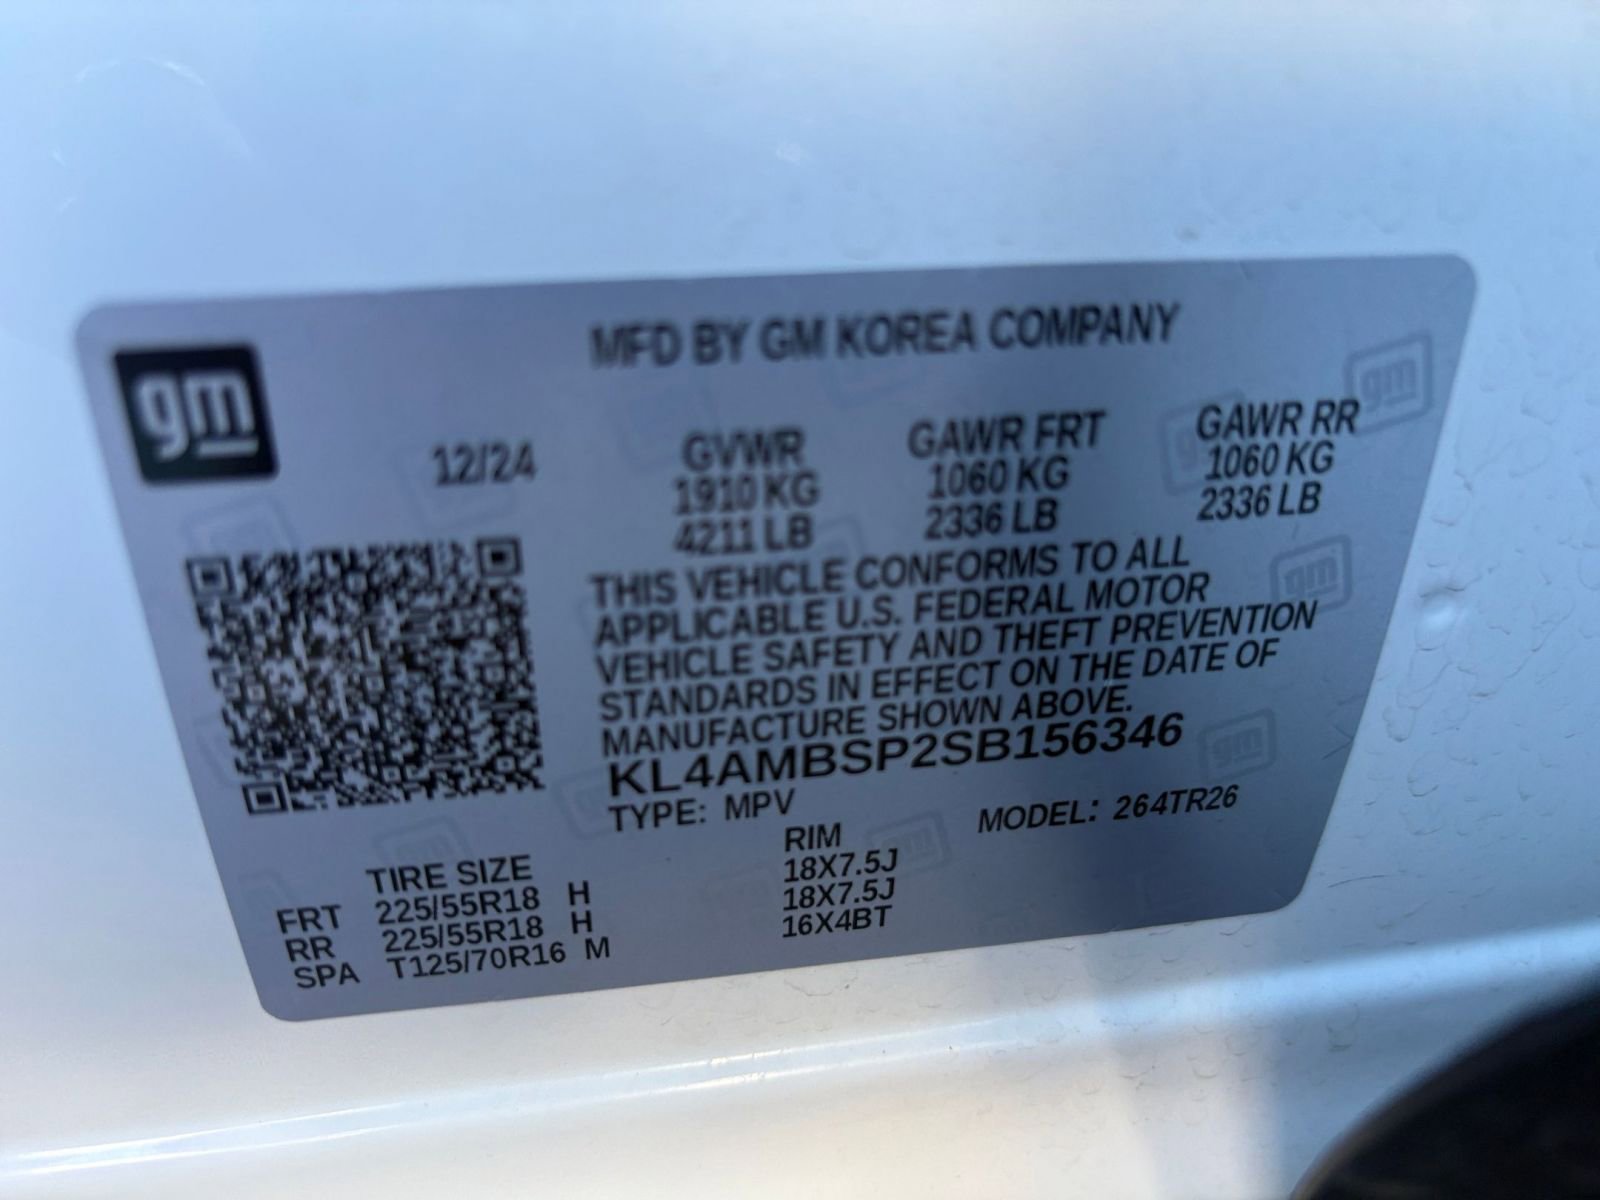 gm
MFD BY GM KOREA COMPANY
12/24 GVWR GAWR FRT GAWR RR
1910 KG 1060 KG 1060 KG
4211 LB 2336 LB 2336 LB
THIS VEHICLE CONFORMS TO ALL
APPLICABLE U.S. FEDERAL MOTOR
VEHICLE SAFETY AND THEFT PREVENTION
STANDARDS IN EFFECT ON THE DATE OF
MANUFACTURE SHOWN ABOVE.
KL4AMBSP2SB156346
TYPE: MPV MODEL: 264TR26
TIRE SIZE RIM
FRT 225/55R18 H 18X7.5J
RR 225/55R18 H 18X7.5J
SPA T125/70R16 M 16X4BT
gm
gm
gm